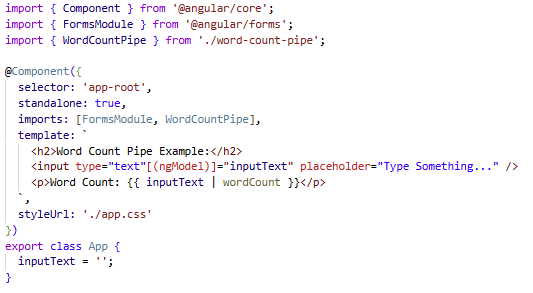 import { Component } from '@angular/core';
import { FormsModule } from '@angular/forms';
import { WordCountPipe } from './word-count-pipe';

@Component({
  selector: 'app-root',
  standalone: true,
  imports: [FormsModule, WordCountPipe],
  template: `
    <h2>Word Count Pipe Example:</h2>
    <input type="text"[(ngModel)]="inputText" placeholder="Type Something..." />
    <p>Word Count: {{ inputText | wordCount }}</p>
  `,
  styleUrl: './app.css'
})
export class App {
  inputText = '';
}